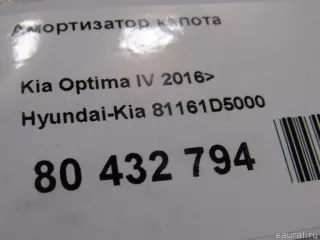 Амортизатор капота
Kia Optima IV 2016>
Hyundai-Kia 81161D5000
80 432 794
eaural.ru